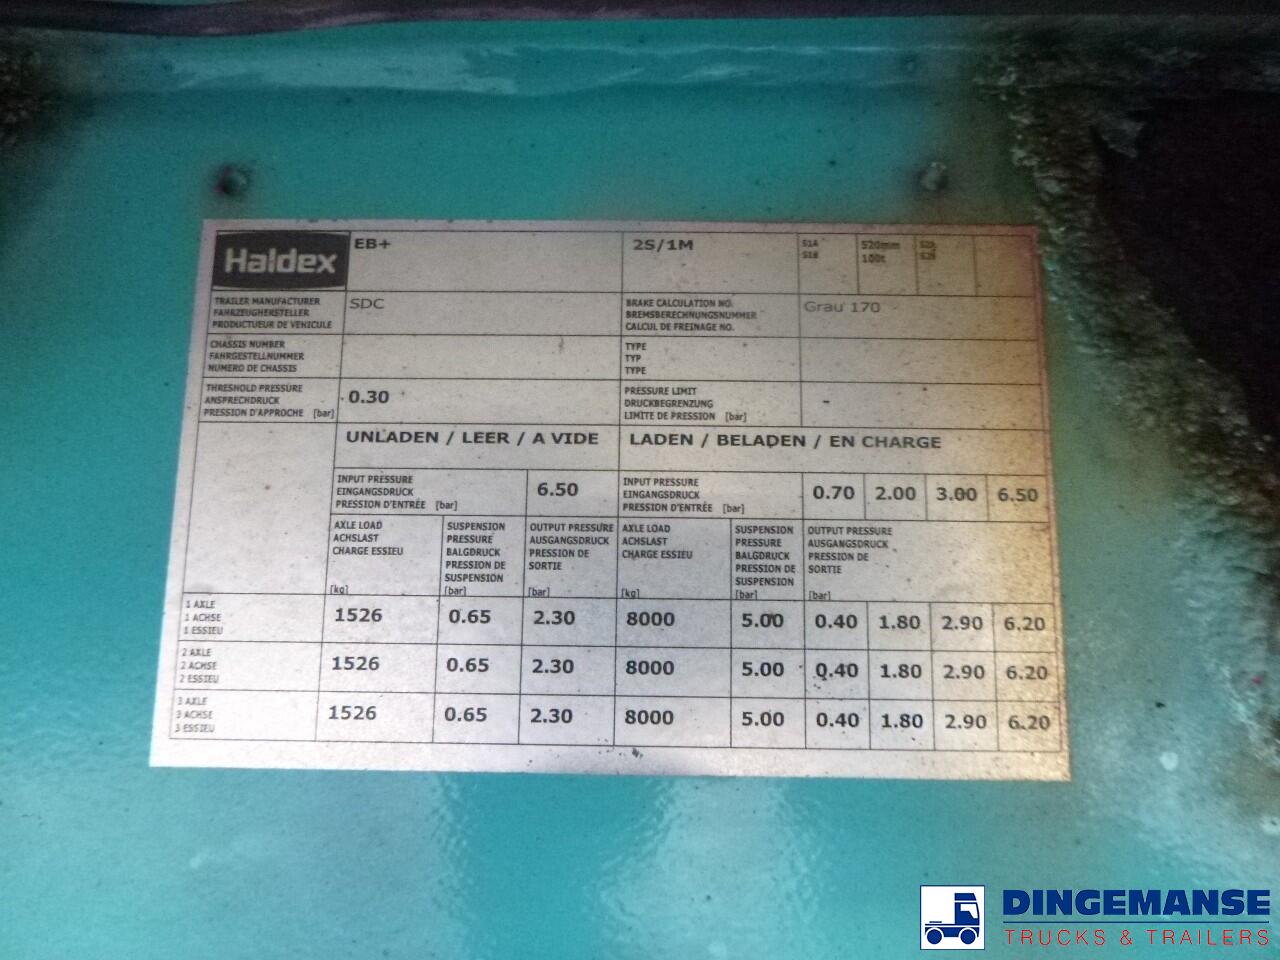 Haldex EB+ 2S/1M S1A 520mm S2A
S1B 100t S2B
TRAILER MANUFACTURER
FAHRZEUGHERSTELLER
PRODUCTUEUR DE VEHICULE
SDC
BRAKE CALCULATION NO.
BREMSBERECHNUNGSNUMMER
CALCUL DE FREINAGE NO.
Grau 170
CHASSIS NUMBER
FAHRGESTELLNUMMER
NUMERO DE CHASSIS
TYPE
TYP
TYPE
THRESHOLD PRESSURE
ANSPRECHDRUCK
PRESSION D'APPROCHE [bar]
0.30
PRESSURE LIMIT
DRUCKBEGRENZUNG
LIMITE DE PRESSION [bar]
-
UNLADEN / LEER / A VIDE
LADEN / BELADEN / EN CHARGE
INPUT PRESSURE
EINGANGSDRUCK
PRESSION D'ENTRÉE [bar]
6.50
INPUT PRESSURE
EINGANGSDRUCK
PRESSION D'ENTRÉE [bar]
0.70 2.00 3.00 6.50
AXLE LOAD
ACHSLAST
CHARGE ESSIEU
[kg]
SUSPENSION
PRESSURE
BALGDRUCK
PRESSION DE
SUSPENSION
[bar]
OUTPUT PRESSURE
AUSGANGSDRUCK
PRESSION DE
SORTIE
[bar]
AXLE LOAD
ACHSLAST
CHARGE ESSIEU
[kg]
SUSPENSION
PRESSURE
BALGDRUCK
PRESSION DE
SUSPENSION
[bar]
OUTPUT PRESSURE
AUSGANGSDRUCK
PRESSION DE
SORTIE
[bar]
1 AXLE
1 ACHSE
1 ESSIEU
1526 0.65 2.30 8000 5.00 0.40 1.80 2.90 6.20
2 AXLE
2 ACHSE
2 ESSIEU
1526 0.65 2.30 8000 5.00 0.40 1.80 2.90 6.20
3 AXLE
3 ACHSE
3 ESSIEU
1526 0.65 2.30 8000 5.00 0.40 1.80 2.90 6.20
DINGEMANSE
TRUCKS & TRAILERS